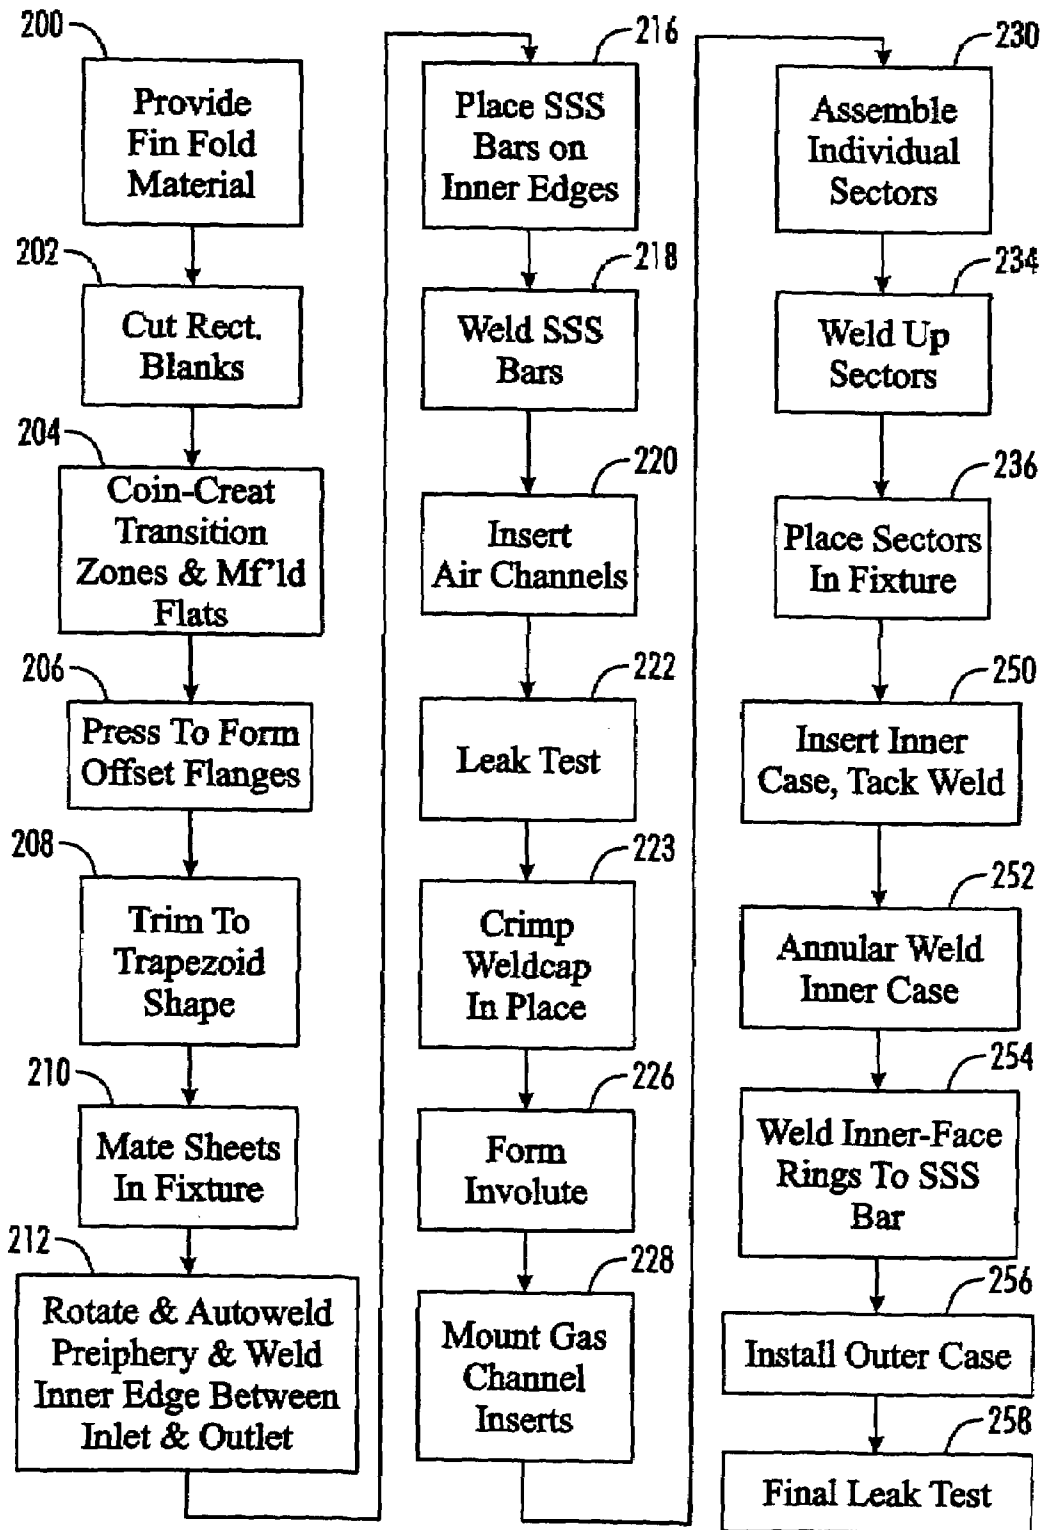 200
Provide
Fin Fold
Material
202
Cut Rect.
Blanks
204
Coin-Creat
Transition
Zones & Mf'ld
Flats
206
Press To Form
Offset Flanges
208
Trim To
Trapezoid
Shape
210
Mate Sheets
In Fixture
212
Rotate & Autoweld
Preiphery & Weld
Inner Edge Between
Inlet & Outlet
216
Place SSS
Bars on
Inner Edges
218
Weld SSS
Bars
220
Insert
Air Channels
222
Leak Test
223
Crimp
Weldcap
In Place
226
Form
Involute
228
Mount Gas
Channel
Inserts
230
Assemble
Individual
Sectors
234
Weld Up
Sectors
236
Place Sectors
In Fixture
250
Insert Inner
Case, Tack Weld
252
Annular Weld
Inner Case
254
Weld Inner-Face
Rings To SSS
Bar
256
Install Outer Case
258
Final Leak Test